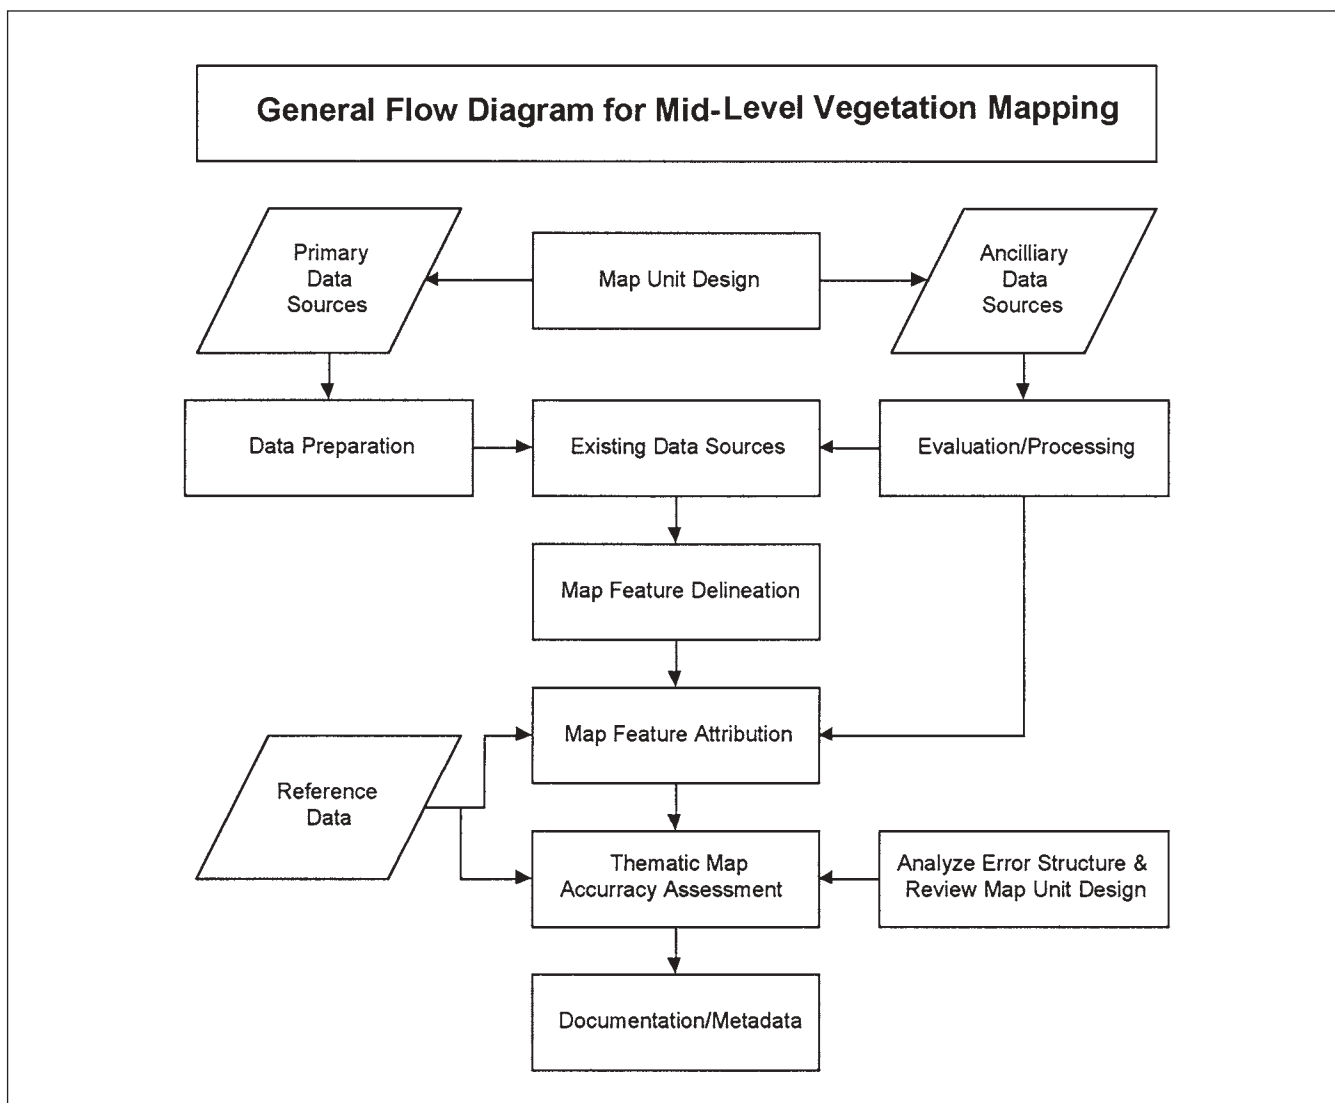 General Flow Diagram for Mid-Level Vegetation Mapping
Primary
Data
Sources
Map Unit Design
Ancilliary
Data
Sources
Data Preparation
Existing Data Sources
Evaluation/Processing
Map Feature Delineation
Map Feature Attribution
Reference
Data
Thematic Map
Accurracy Assessment
Analyze Error Structure &
Review Map Unit Design
Documentation/Metadata